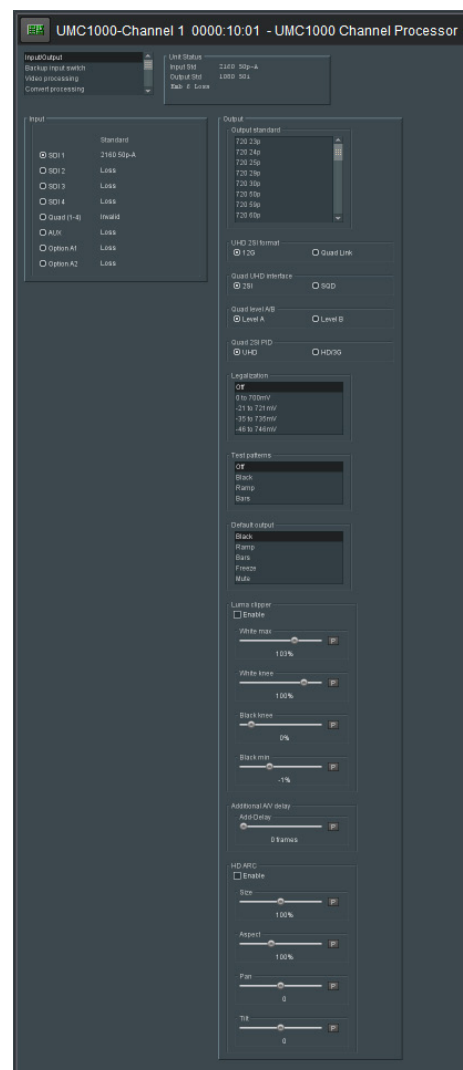 UMC1000-Channel 1 0000:10:01 - UMC1000 Channel Processor
Input/Output
Backup input switch
Video processing
Convert processing
Unit Status
Input Std 2160 50p-A
Output Std 1080 50i
Emb 5 Loss
Input
Standard
SDI 1 2160 50p-A
SDI 2 Loss
SDI 3 Loss
SDI 4 Loss
Quad (1-4) Invalid
AUX Loss
Option A1 Loss
Option A2 Loss
Output
Output standard
720 23p
720 24p
720 25p
720 29p
720 30p
720 50p
720 59p
720 60p
UHD 2SI format
12G Quad Link
Quad UHD interface
2SI SQD
Quad level A/B
Level A Level B
Quad 2SI PID
UHD HD/3G
Legalization
Off
0 to 700mV
-21 to 721mV
-35 to 735mV
-49 to 749mV
Test patterns
Off
Black
Ramp
Bars
Default output
Black
Ramp
Bars
Freeze
Mute
Luma clipper
Enable
White max
P
103%
White knee
P
100%
Black knee
P
0%
Black min
P
-1%
Additional A/V delay
Add-Delay
P
0 frames
HD ARC
Enable
Size
P
100%
Aspect
P
100%
Pan
P
0
Tilt
P
0